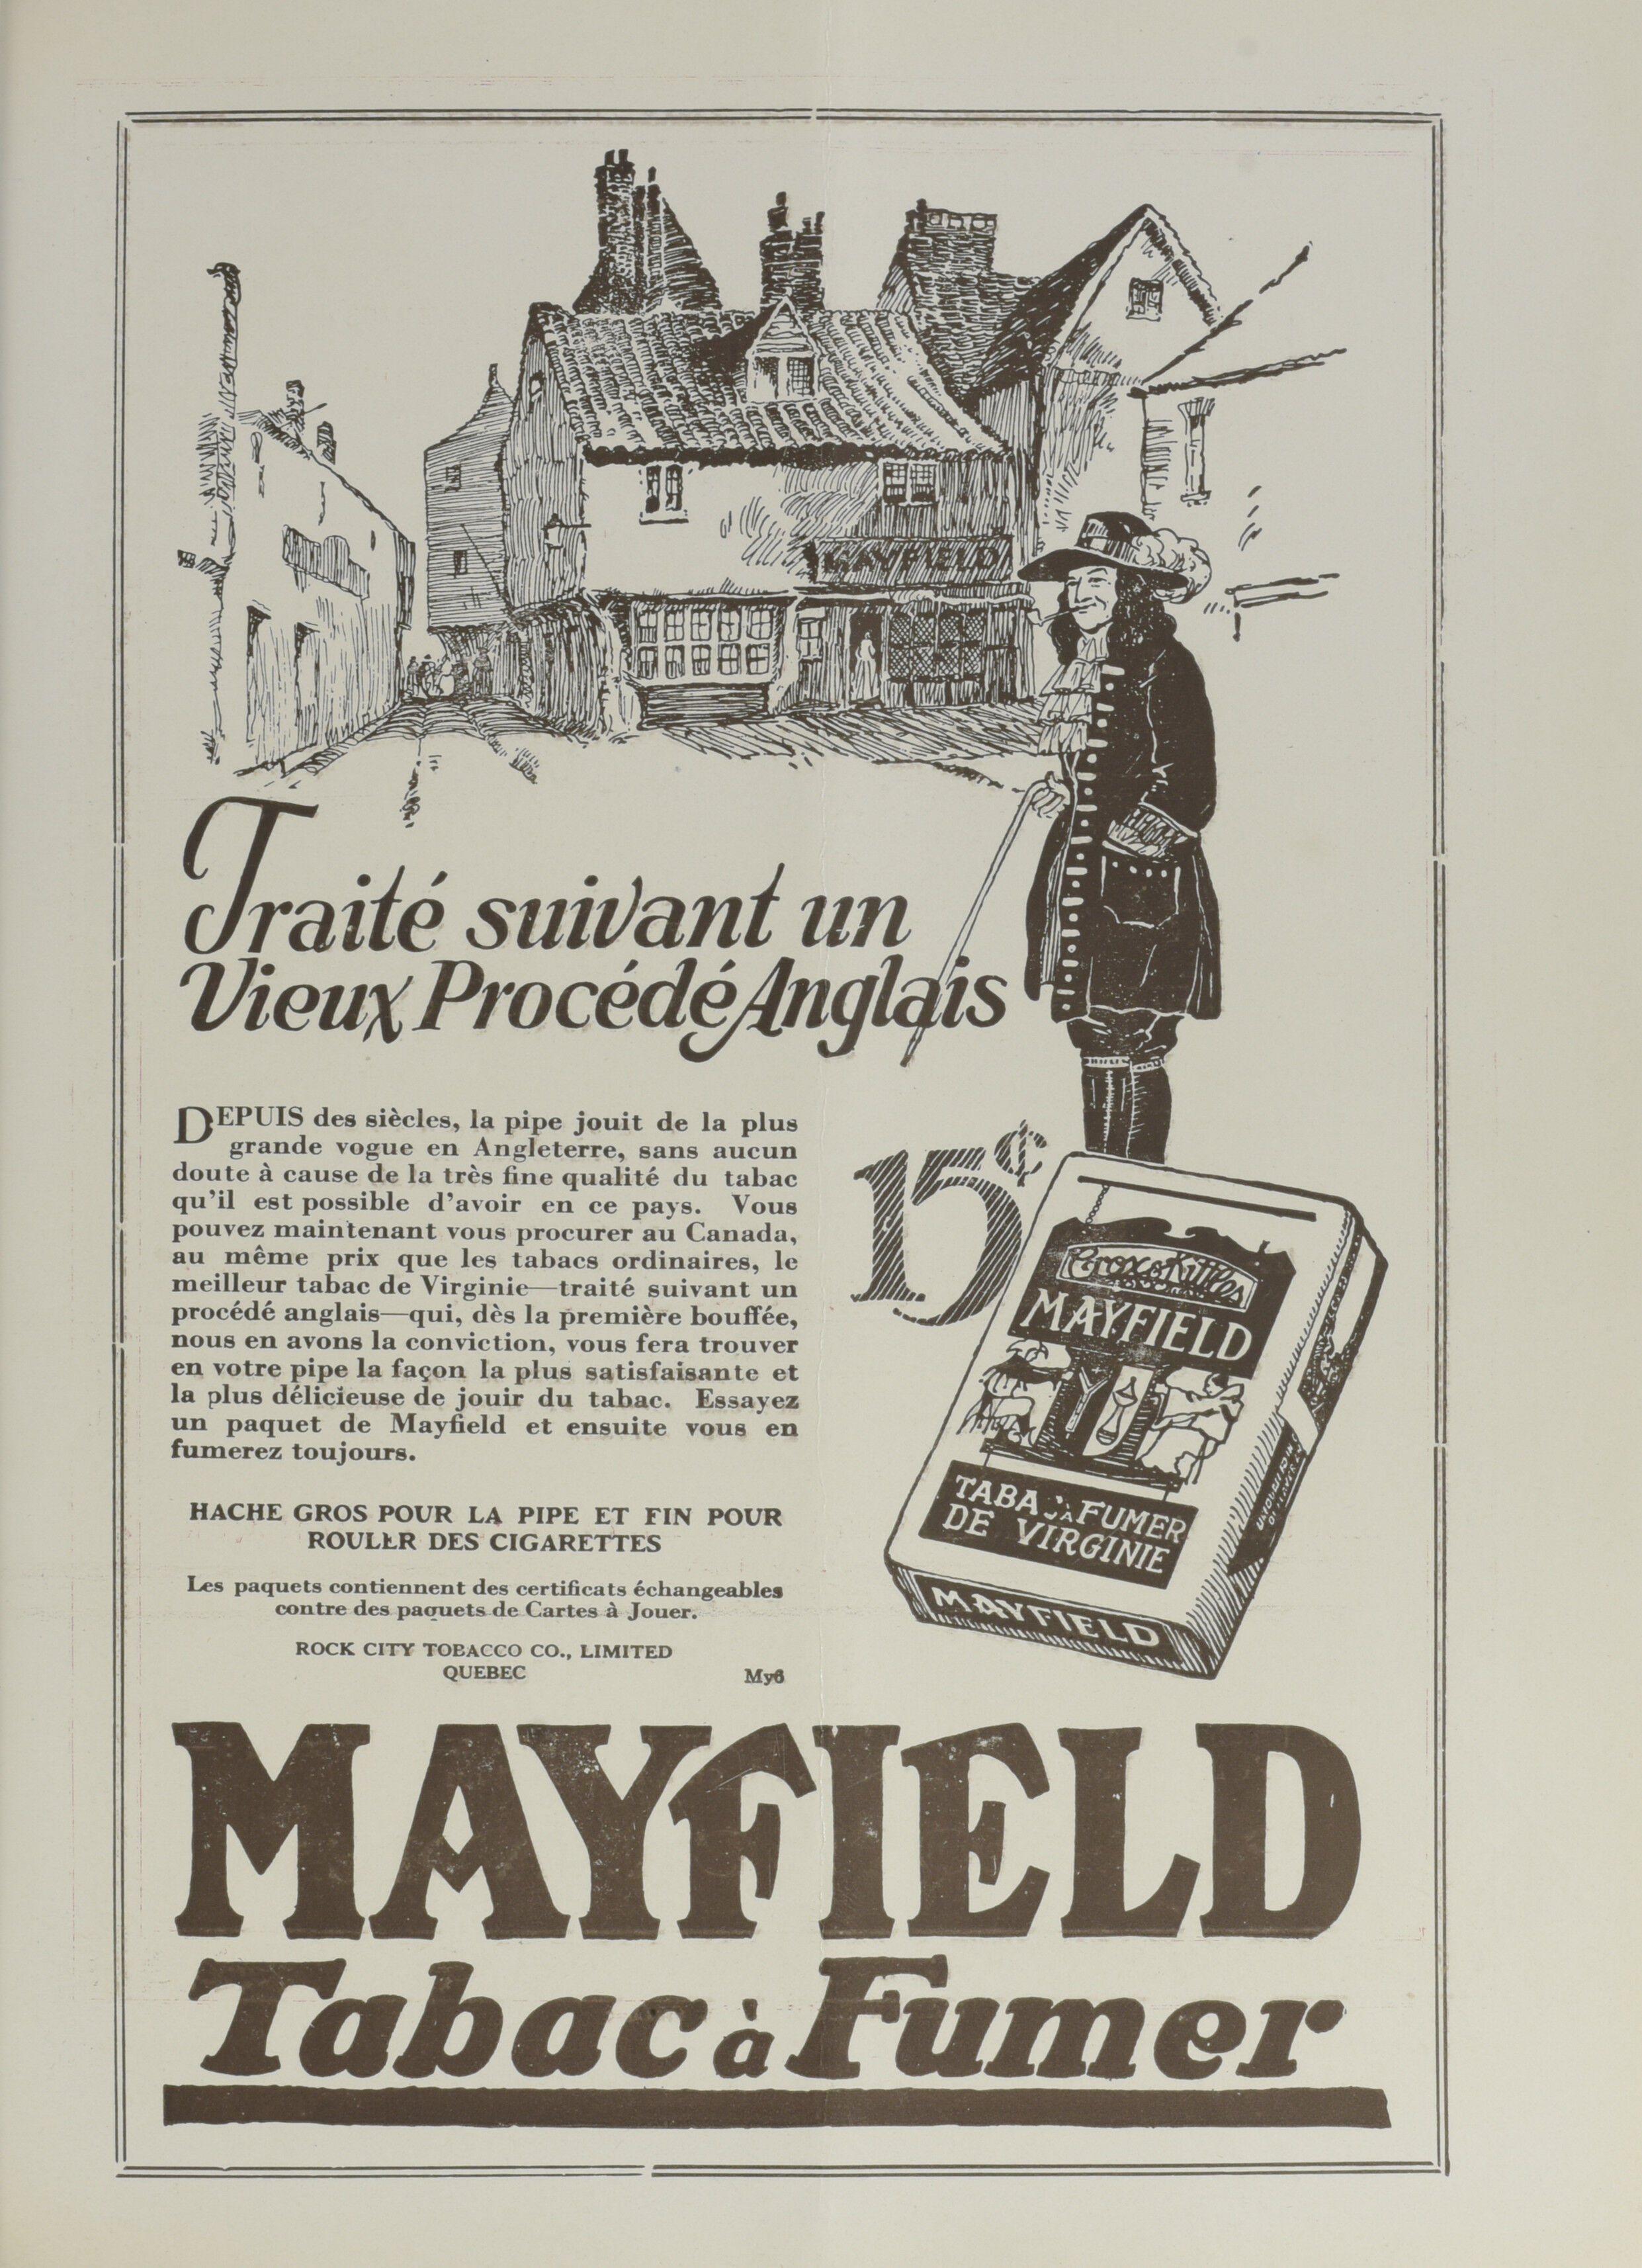 MAYFIELD
Traité suivant un
Vieux Procédé Anglais
DEPUIS des siècles, la pipe jouit de la plus
grande vogue en Angleterre, sans aucun
doute à cause de la très fine qualité du tabac
qu'il est possible d'avoir en ce pays. Vous
pouvez maintenant vous procurer au Canada,
au même prix que les tabacs ordinaires, le
meilleur tabac de Virginie—traité suivant un
procédé anglais—qui, dès la première bouffée,
nous en avons la conviction, vous fera trouver
en votre pipe la façon la plus satisfaisante et
la plus délicieuse de jouir du tabac. Essayez
un paquet de Mayfield et ensuite vous en
fumerez toujours.
HACHE GROS POUR LA PIPE ET FIN POUR
ROULER DES CIGARETTES
Les paquets contiennent des certificats échangeables
contre des paquets de Cartes à Jouer.
ROCK CITY TOBACCO CO., LIMITED
QUEBEC
My6
15¢
MAYFIELD
TABAC À FUMER
DE VIRGINIE
MAYFIELD
MAYFIELD
Tabac à Fumer